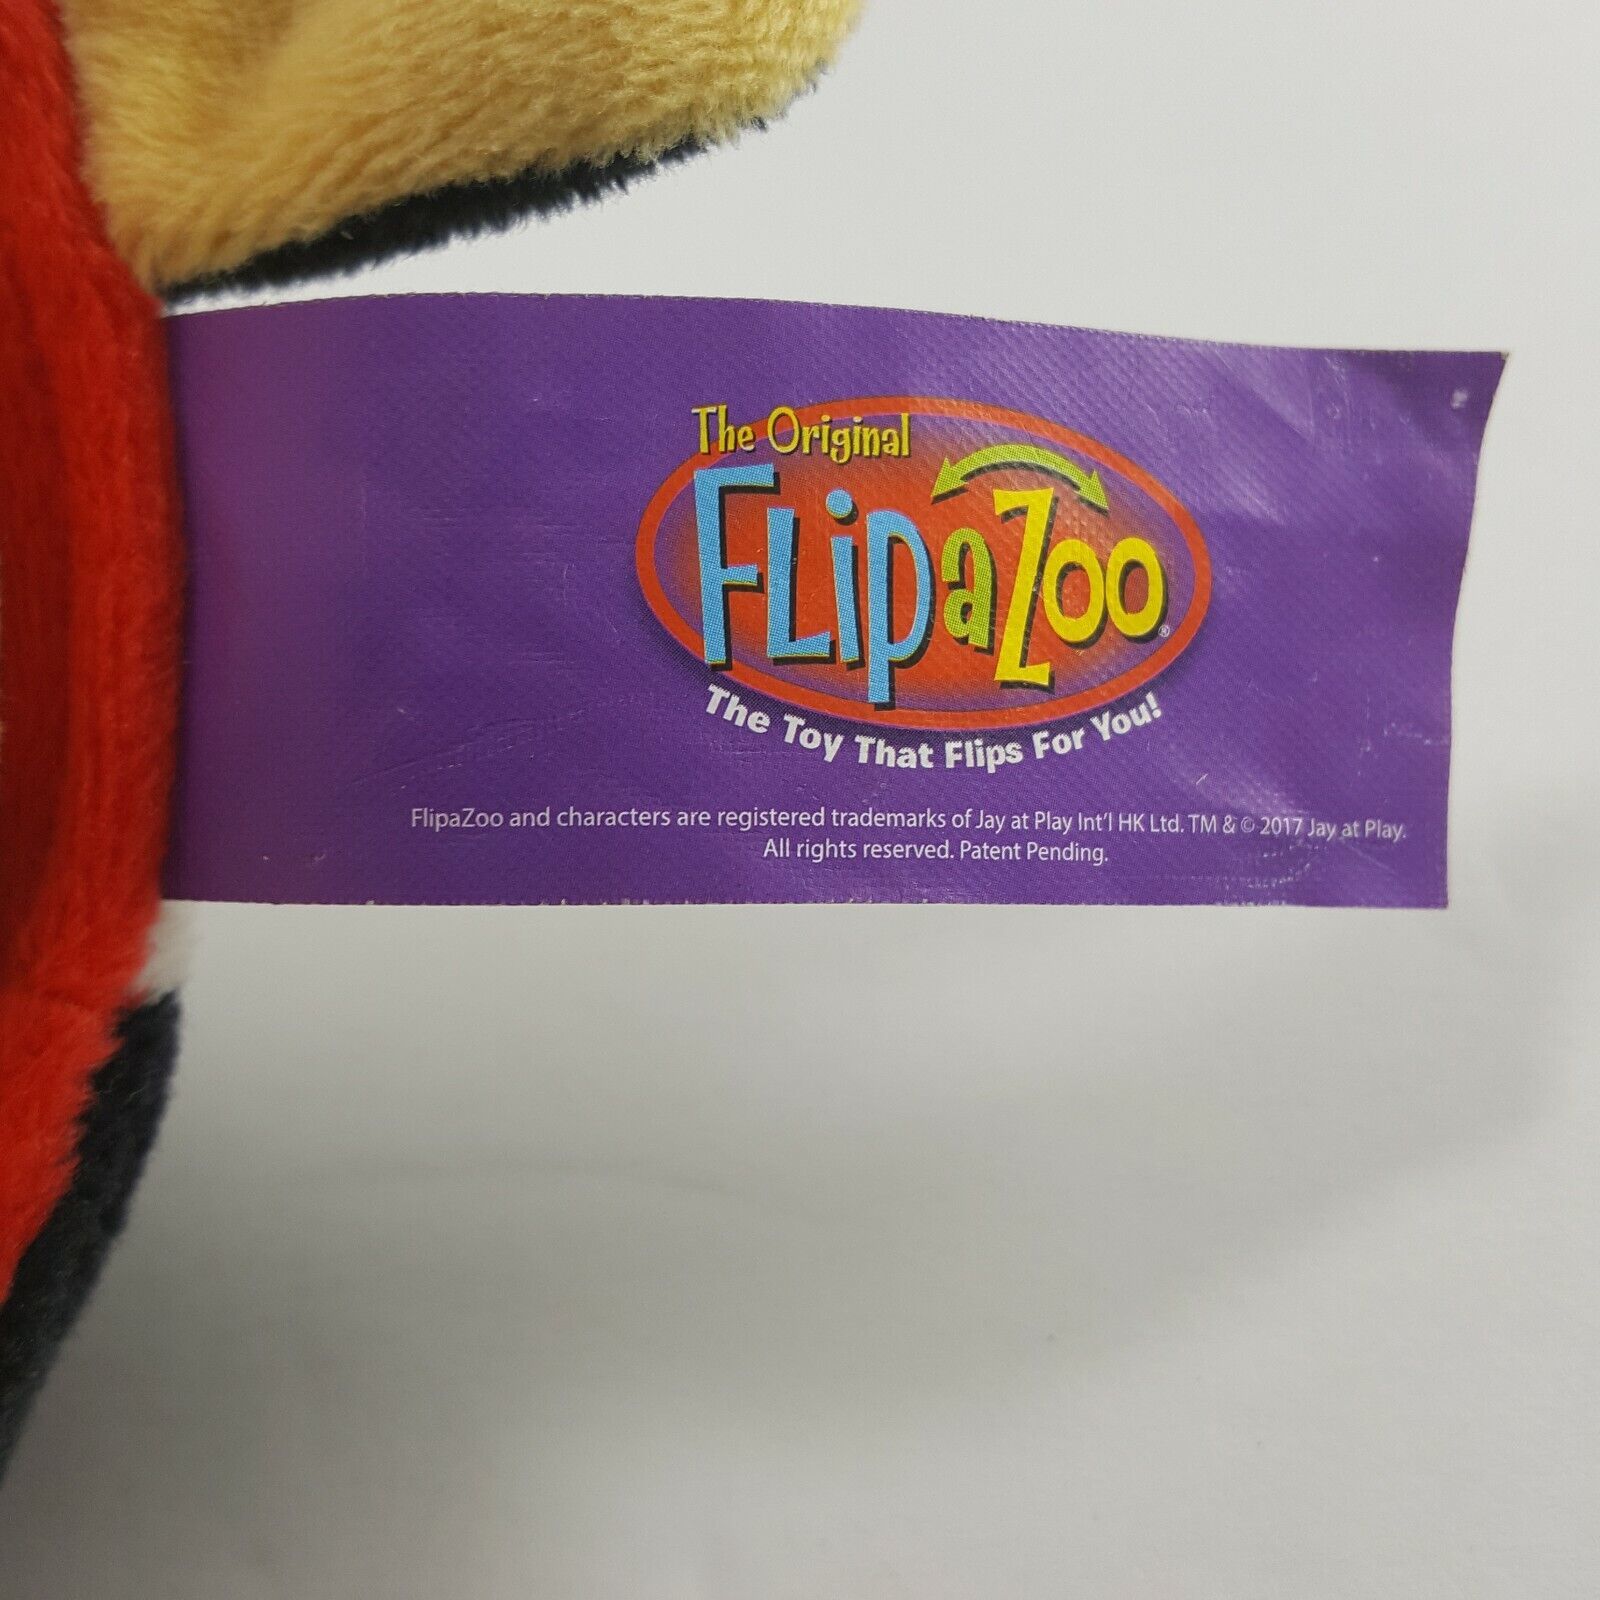 The Original
FLipaZoo®
The Toy That Flips For You!
FlipaZoo and characters are registered trademarks of Jay at Play Int'l HK Ltd. TM & © 2017 Jay at Play.
All rights reserved. Patent Pending.